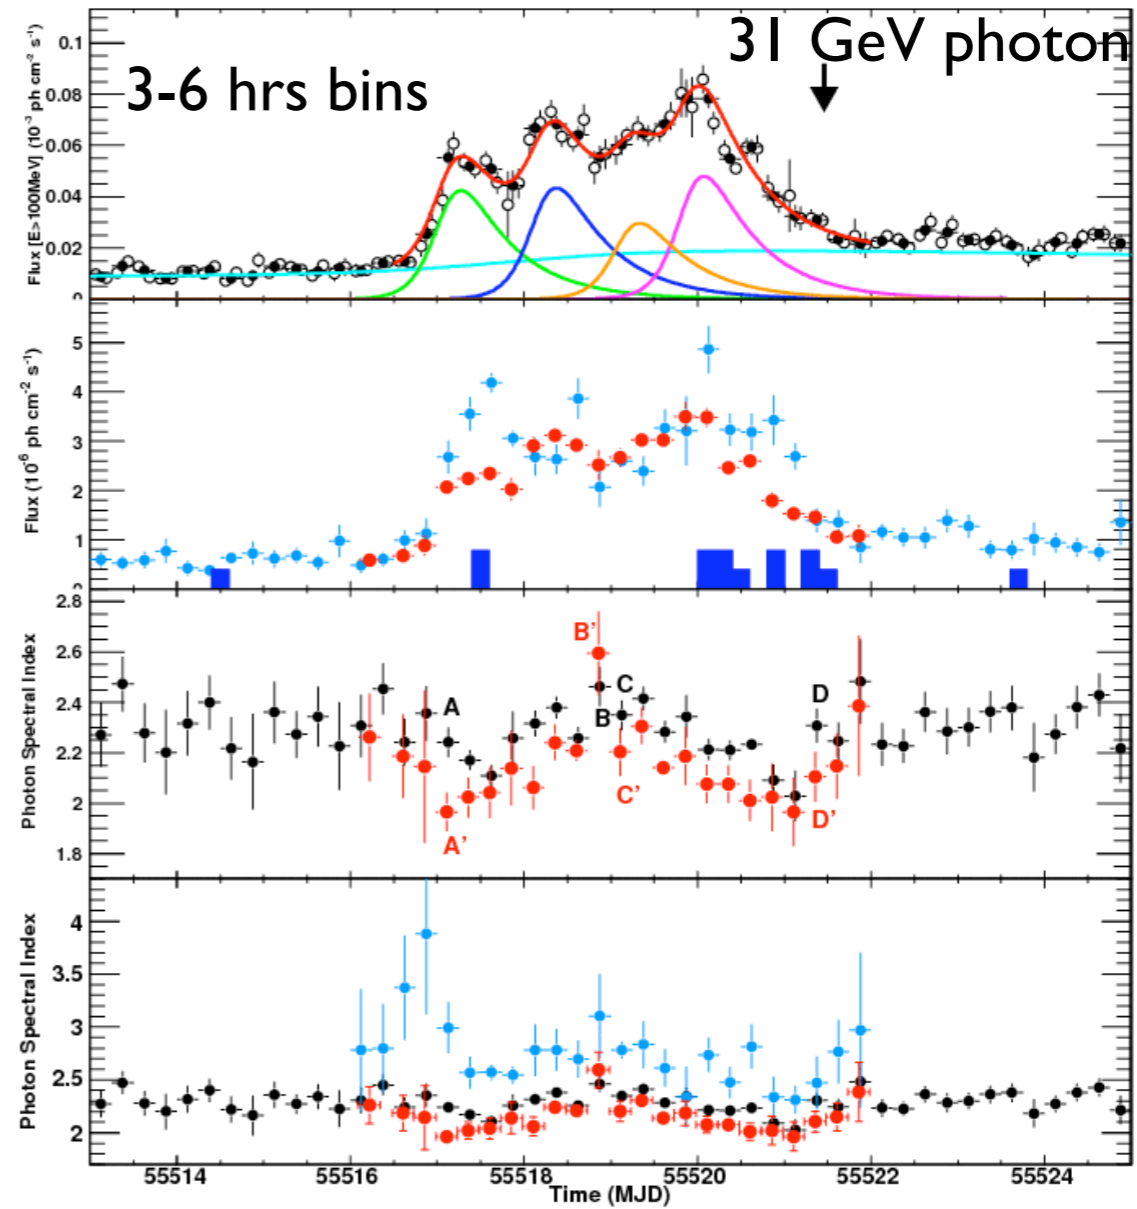 3-6 hrs bins
31 GeV photon
Flux [E>100MeV] (10⁻³ ph cm⁻² s⁻¹)
0.1
0.08
0.06
0.04
0.02
0
Flux (10⁻⁶ ph cm⁻² s⁻¹)
5
4
3
2
1
0
Photon Spectral Index
2.8
2.6
2.4
2.2
2
1.8
A
B
C
D
A'
B'
C'
D'
Photon Spectral Index
4
3.5
3
2.5
2
55514 55516 55518 55520 55522 55524
Time (MJD)